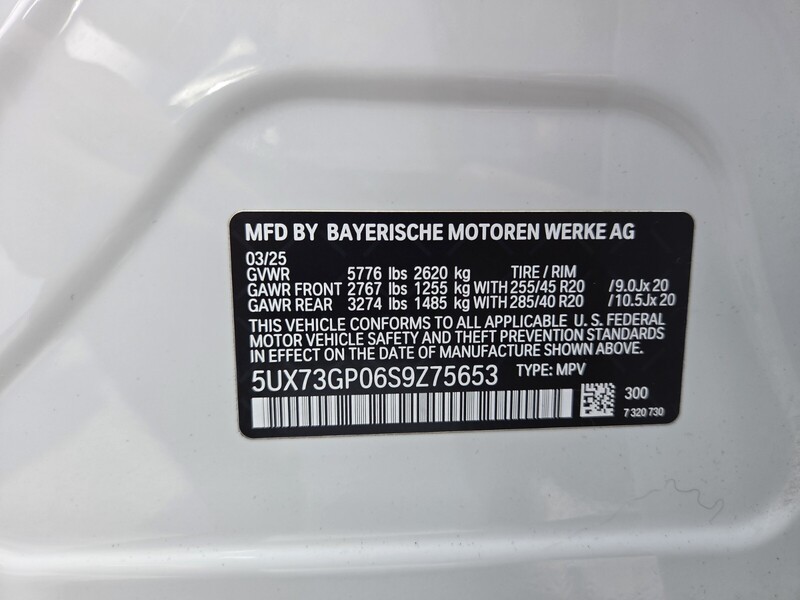 MFD BY BAYERISCHE MOTOREN WERKE AG
03/25
GVWR 5776 lbs 2620 kg TIRE / RIM
GAWR FRONT 2767 lbs 1255 kg WITH 255/45 R20 /9.0Jx 20
GAWR REAR 3274 lbs 1485 kg WITH 285/40 R20 /10.5Jx 20
THIS VEHICLE CONFORMS TO ALL APPLICABLE U. S. FEDERAL
MOTOR VEHICLE SAFETY AND THEFT PREVENTION STANDARDS
IN EFFECT ON THE DATE OF MANUFACTURE SHOWN ABOVE.
5UX73GP06S9Z75653 TYPE: MPV
300
7 320 730